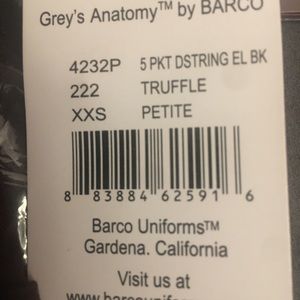 Grey's Anatomy™ by BARCO
4232P 5 PKT DSTRING EL BK
222 TRUFFLE
XXS PETITE
8 83884 62591 6
Barco Uniforms™
Gardena. California
Visit us at